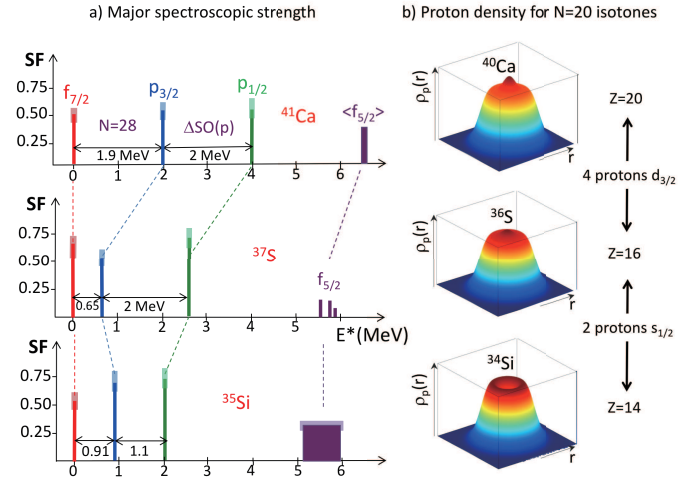 a) Major spectroscopic strength
b) Proton density for N=20 isotones
SF
0.75
0.50
0.25
f7/2
p3/2
p1/2
N=28
ΔSO(p)
41Ca
<f5/2>
1.9 MeV
2 MeV
0 1 2 3 4 5 6
SF
0.75
0.50
0.25
37S
f5/2
0.65
2 MeV
0 1 2 3 4 5
E*(MeV)
SF
0.75
0.50
0.25
35Si
0.91
1.1
0 1 2 3 4 5 6
40Ca
ρp(r)
r
Z=20
4 protons d3/2
36S
ρp(r)
r
Z=16
2 protons s1/2
34Si
ρp(r)
r
Z=14